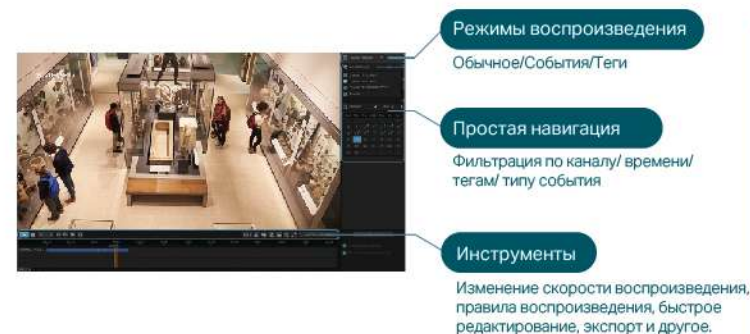 Режимы воспроизведения
Обычное/События/Теги
Простая навигация
Фильтрация по каналу/ времени/
тегам/ типу события
Инструменты
Изменение скорости воспроизведения,
правила воспроизведения, быстрое
редактирование, экспорт и другое.